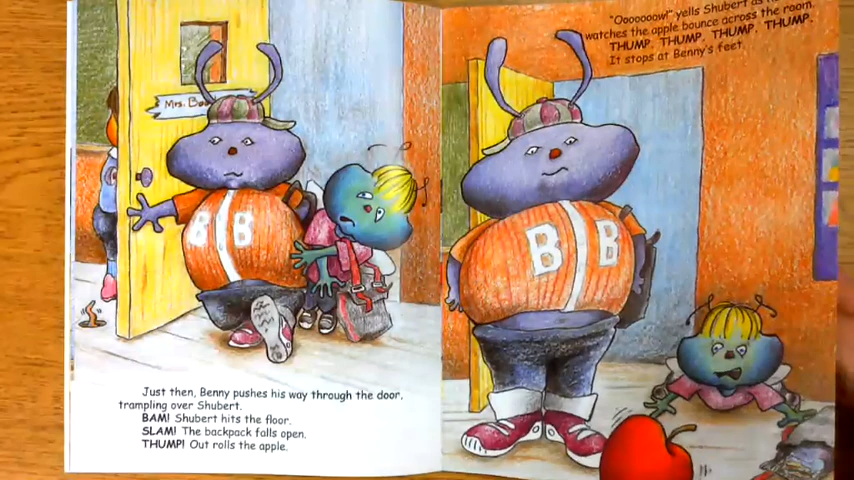 Mrs.
B B
Just then, Benny pushes his way through the door,
trampling over Shubert.
BAM! Shubert hits the floor.
SLAM! The backpack falls open.
THUMP! Out rolls the apple.
"Ooooooow!" yells Shubert as
watches the apple bounce across the room.
THUMP, THUMP, THUMP, THUMP.
It stops at Benny's feet.
B B